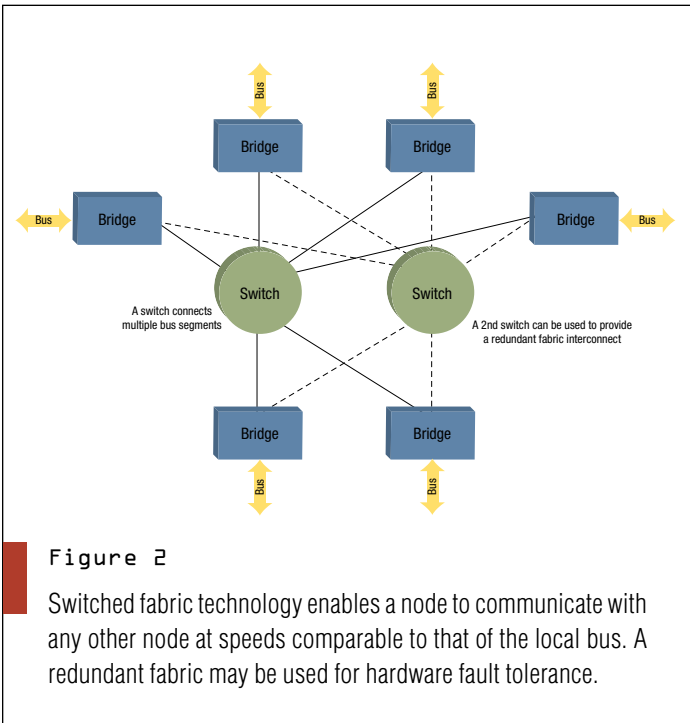 Bus
Bus
Bridge
Bridge
Bus
Bridge
Bridge
Bus
Switch
Switch
A switch connects
multiple bus segments
A 2nd switch can be used to provide
a redundant fabric interconnect
Bridge
Bridge
Bus
Bus
Figure 2
Switched fabric technology enables a node to communicate with
any other node at speeds comparable to that of the local bus. A
redundant fabric may be used for hardware fault tolerance.